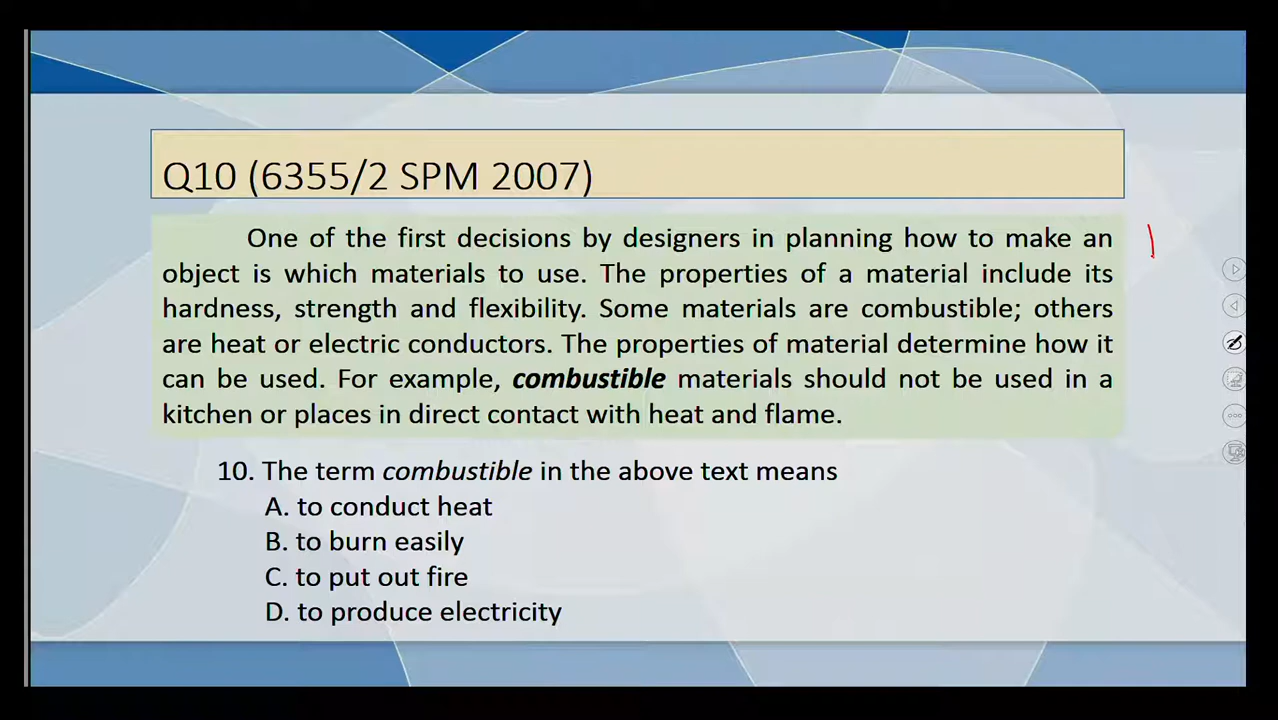 Q10 (6355/2 SPM 2007)
One of the first decisions by designers in planning how to make an
object is which materials to use. The properties of a material include its
hardness, strength and flexibility. Some materials are combustible; others
are heat or electric conductors. The properties of material determine how it
can be used. For example, combustible materials should not be used in a
kitchen or places in direct contact with heat and flame.
10. The term combustible in the above text means
A. to conduct heat
B. to burn easily
C. to put out fire
D. to produce electricity